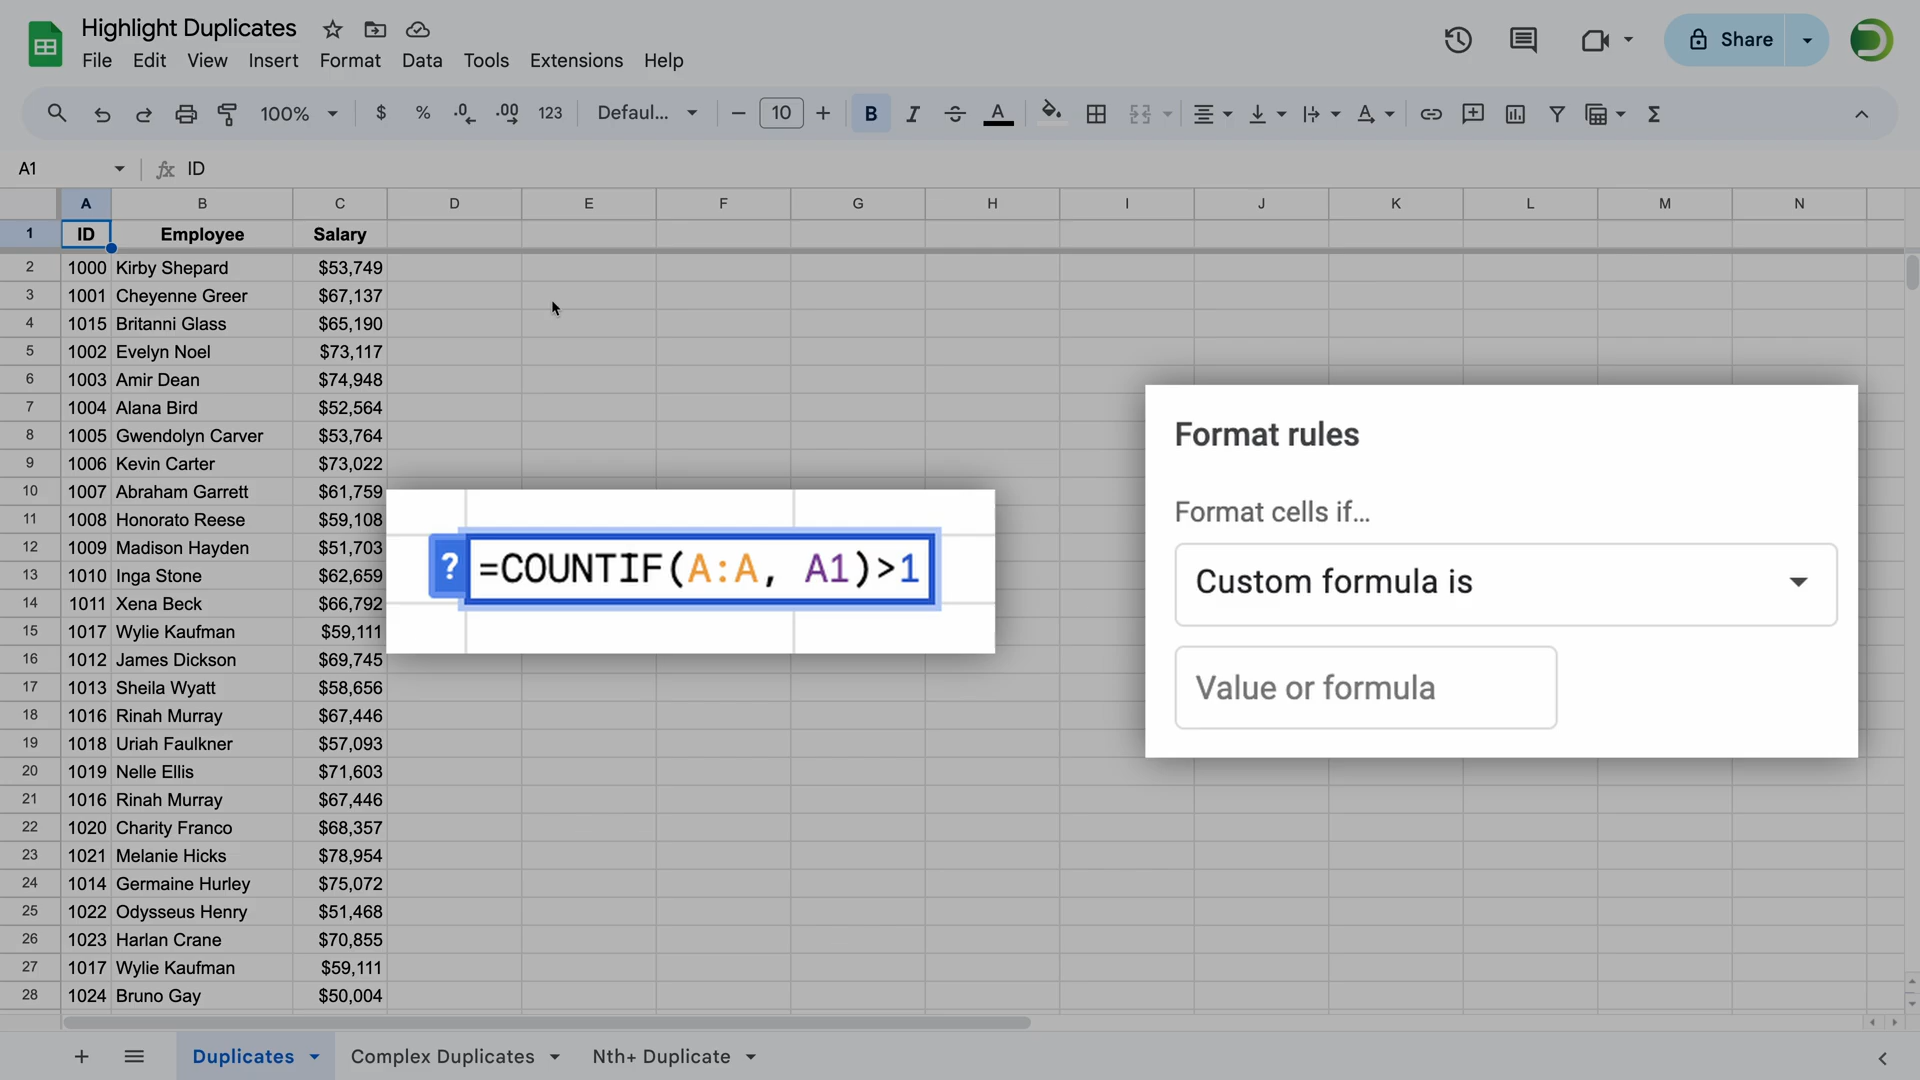 Highlight Duplicates
File Edit View Insert Format Data Tools Extensions Help
Share
100% $ % .0 .00 123 Defaul... 10 B I A
A1 fx ID
A B C D E F G H I J K L M N
1 ID Employee Salary
2 1000 Kirby Shepard $53,749
3 1001 Cheyenne Greer $67,137
4 1015 Britanni Glass $65,190
5 1002 Evelyn Noel $73,117
6 1003 Amir Dean $74,948
7 1004 Alana Bird $52,564
8 1005 Gwendolyn Carver $53,764
9 1006 Kevin Carter $73,022
10 1007 Abraham Garrett $61,759
11 1008 Honorato Reese $59,108
12 1009 Madison Hayden $51,703
13 1010 Inga Stone $62,659
14 1011 Xena Beck $66,792
15 1017 Wylie Kaufman $59,111
16 1012 James Dickson $69,745
17 1013 Sheila Wyatt $58,656
18 1016 Rinah Murray $67,446
19 1018 Uriah Faulkner $57,093
20 1019 Nelle Ellis $71,603
21 1016 Rinah Murray $67,446
22 1020 Charity Franco $68,357
23 1021 Melanie Hicks $78,954
24 1014 Germaine Hurley $75,072
25 1022 Odysseus Henry $51,468
26 1023 Harlan Crane $70,855
27 1017 Wylie Kaufman $59,111
28 1024 Bruno Gay $50,004
? =COUNTIF(A:A, A1)>1
Format rules
Format cells if…
Custom formula is
Value or formula
Duplicates Complex Duplicates Nth+ Duplicate